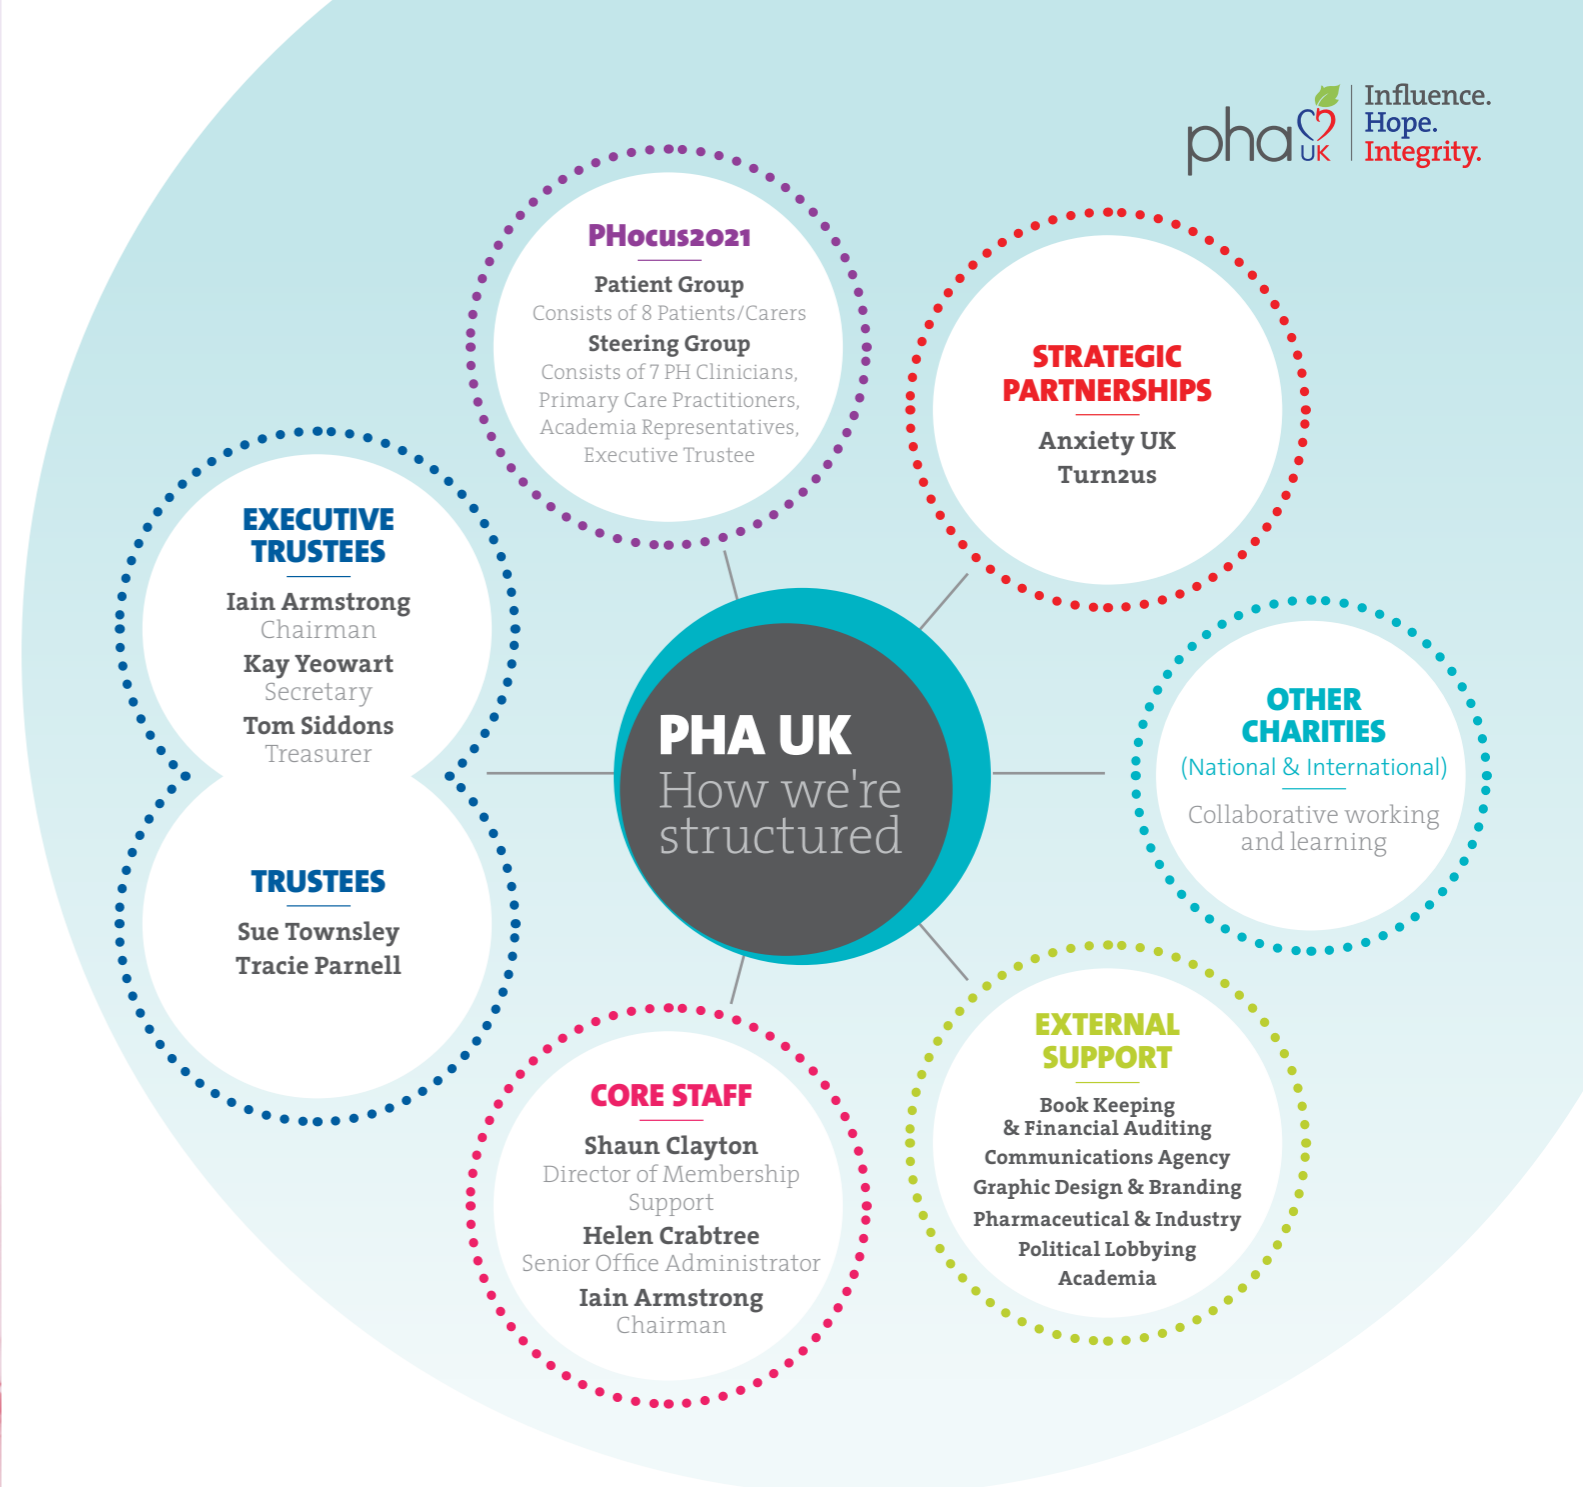 pha UK
Influence.
Hope.
Integrity.
PHocus2021
Patient Group
Consists of 8 Patients/Carers
Steering Group
Consists of 7 PH Clinicians,
Primary Care Practitioners,
Academia Representatives,
Executive Trustee
STRATEGIC
PARTNERSHIPS
Anxiety UK
Turn2us
EXECUTIVE
TRUSTEES
Iain Armstrong
Chairman
Kay Yeowart
Secretary
Tom Siddons
Treasurer
TRUSTEES
Sue Townsley
Tracie Parnell
PHA UK
How we're
structured
OTHER
CHARITIES
(National & International)
Collaborative working
and learning
CORE STAFF
Shaun Clayton
Director of Membership
Support
Helen Crabtree
Senior Office Administrator
Iain Armstrong
Chairman
EXTERNAL
SUPPORT
Book Keeping
& Financial Auditing
Communications Agency
Graphic Design & Branding
Pharmaceutical & Industry
Political Lobbying
Academia